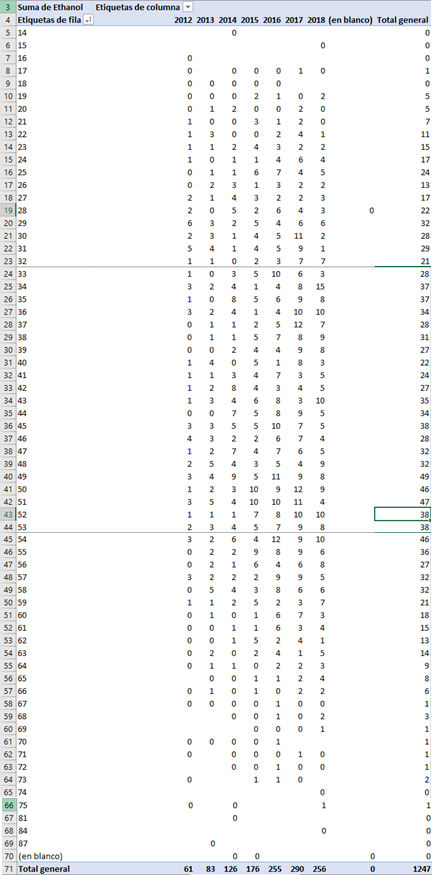 3 Suma de Ethanol Etiquetas de columna
4 Etiquetas de fila 2012 2013 2014 2015 2016 2017 2018 (en blanco) Total general
5 14 0 0
6 15 0 0
7 16 0 0
8 17 0 0 0 0 1 0 1
9 18 0 0 0 0 0 0
10 19 0 0 0 2 1 0 2 5
11 20 0 1 2 0 0 2 0 5
12 21 1 0 0 3 1 2 0 7
13 22 1 3 0 0 2 4 1 11
14 23 1 1 2 4 3 2 2 15
15 24 1 0 1 1 4 6 4 17
16 25 0 1 1 6 7 4 5 24
17 26 0 2 3 1 3 2 2 13
18 27 2 1 4 3 2 2 3 17
19 28 2 0 5 2 6 4 3 0 22
20 29 6 3 2 5 4 6 6 32
21 30 2 3 1 4 5 11 2 28
22 31 5 4 1 4 5 9 1 29
23 32 1 1 0 2 3 7 7 21
24 33 1 0 3 5 10 6 3 28
25 34 3 2 4 1 4 8 15 37
26 35 1 0 8 5 6 9 8 37
27 36 3 2 4 1 4 10 10 34
28 37 0 1 1 2 5 12 7 28
29 38 0 1 1 5 7 8 9 31
30 39 0 0 2 4 4 9 8 27
31 40 1 4 0 5 1 8 3 22
32 41 1 1 3 4 7 3 5 24
33 42 1 2 8 4 3 4 5 27
34 43 1 3 4 6 8 3 10 35
35 44 0 0 7 5 8 9 5 34
36 45 3 3 5 5 10 7 5 38
37 46 4 3 2 2 6 7 4 28
38 47 1 2 7 4 7 6 5 32
39 48 2 5 4 3 5 4 9 32
40 49 3 4 9 5 11 9 8 49
41 50 1 2 3 10 9 12 9 46
42 51 3 5 4 10 10 11 4 47
43 52 1 1 1 7 8 10 10 38
44 53 2 3 4 5 7 9 8 38
45 54 3 2 6 4 12 9 10 46
46 55 0 2 2 9 8 9 6 36
47 56 0 2 1 6 4 6 8 27
48 57 3 2 2 2 9 9 5 32
49 58 0 5 4 3 8 6 6 32
50 59 1 1 2 5 2 3 7 21
51 60 0 1 0 1 6 7 3 18
52 61 0 0 1 1 6 3 4 15
53 62 0 0 1 5 2 4 1 13
54 63 0 2 0 2 4 1 5 14
55 64 0 1 1 0 2 2 3 9
56 65 0 0 1 1 2 4 8
57 66 0 1 0 1 0 2 2 6
58 67 0 0 0 0 1 0 0 1
59 68 0 0 1 0 2 3
60 69 0 0 0 1 1
61 70 0 0 0 0 1 1
62 71 0 0 0 0 1 0 1
63 72 0 0 1 0 0 1
64 73 0 1 1 0 2
65 74 0 0
66 75 0 0 1 1
67 81 0 0
68 84 0 0
69 87 0 0
70 (en blanco) 0 0 0 0
71 Total general 61 83 126 176 255 290 256 0 1247